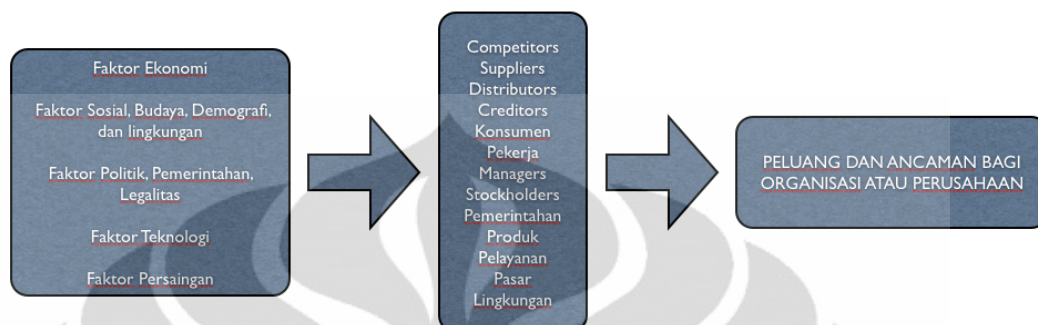 Faktor Ekonomi
Faktor Sosial, Budaya, Demografi,
dan lingkungan
Faktor Politik, Pemerintahan,
Legalitas
Faktor Teknologi
Faktor Persaingan
Competitors
Suppliers
Distributors
Creditors
Konsumen
Pekerja
Managers
Stockholders
Pemerintahan
Produk
Pelayanan
Pasar
Lingkungan
PELUANG DAN ANCAMAN BAGI
ORGANISASI ATAU PERUSAHAAN